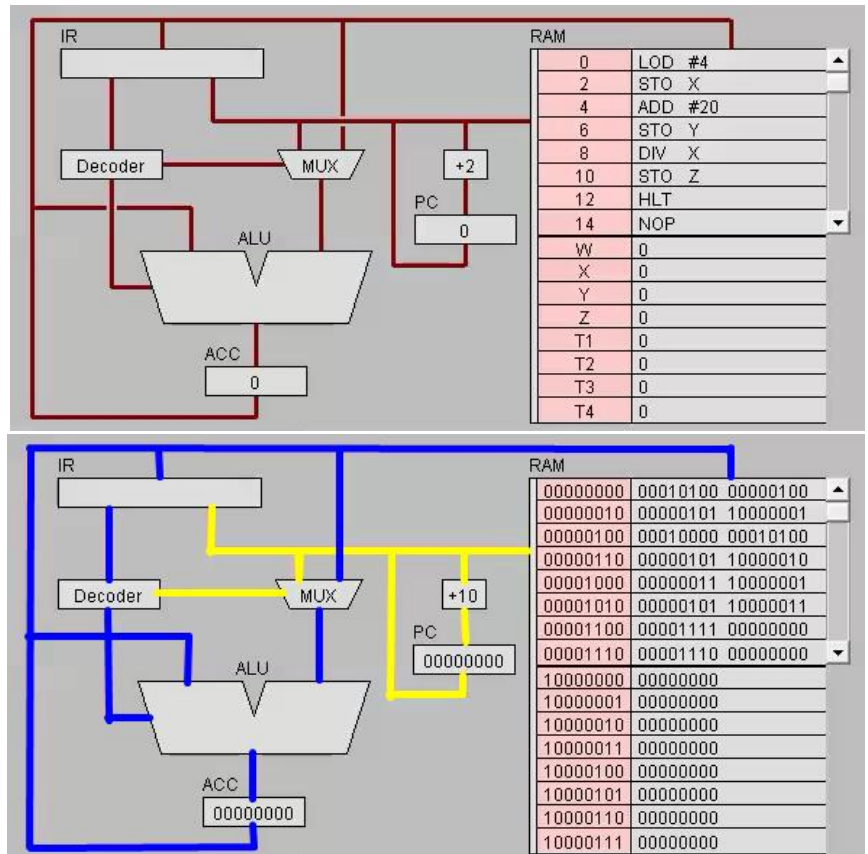 IR RAM
0 LOD #4
2 STO X
4 ADD #20
6 STO Y
Decoder MUX +2 8 DIV X
10 STO Z
PC 12 HLT
0 14 NOP
ALU W 0
X 0
Y 0
Z 0
T1 0
ACC T2 0
0 T3 0
T4 0
IR RAM
00000000 00010100 00000100
00000010 00000101 10000001
00000100 00010000 00010100
00000110 00000101 10000010
Decoder MUX +10 00001000 00000011 10000001
00001010 00000101 10000011
PC 00001100 00001111 00000000
00000000 00001110 00001110 00000000
ALU 10000000 00000000
10000001 00000000
10000010 00000000
10000011 00000000
10000100 00000000
ACC 10000101 00000000
00000000 10000110 00000000
10000111 00000000